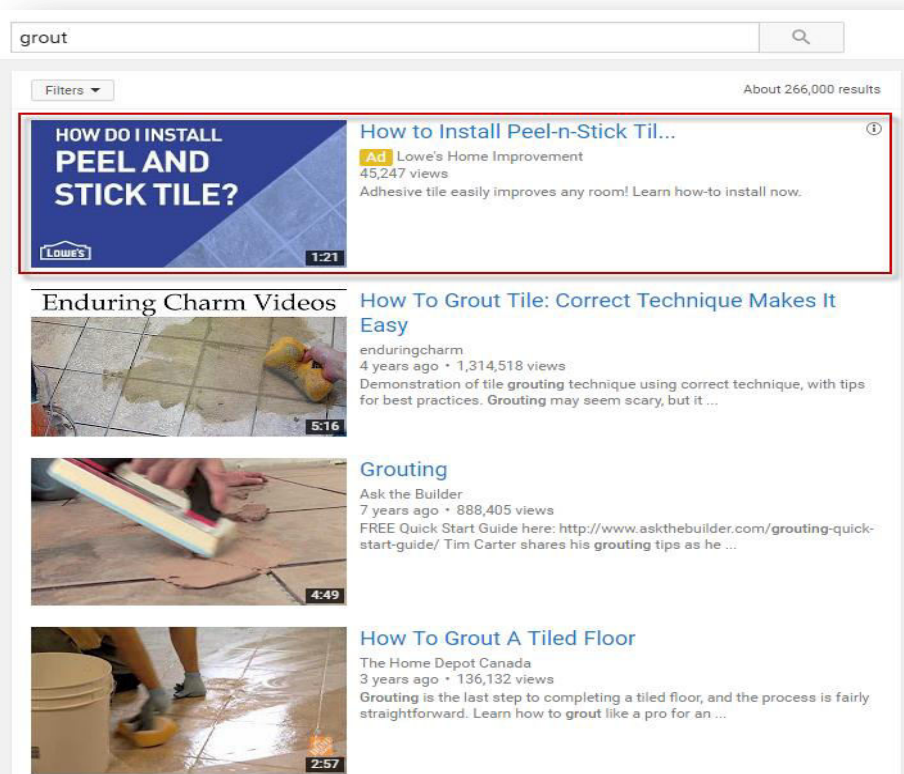 grout
Filters
About 266,000 results
HOW DO I INSTALL
PEEL AND
STICK TILE?
LOWE'S
1:21
How to Install Peel-n-Stick Til...
Ad Lowe's Home Improvement
45,247 views
Adhesive tile easily improves any room! Learn how-to install now.
Enduring Charm Videos
5:16
How To Grout Tile: Correct Technique Makes It
Easy
enduringcharm
4 years ago • 1,314,518 views
Demonstration of tile grouting technique using correct technique, with tips
for best practices. Grouting may seem scary, but it ...
4:49
Grouting
Ask the Builder
7 years ago • 888,405 views
FREE Quick Start Guide here: http://www.askthebuilder.com/grouting-quick-
start-guide/ Tim Carter shares his grouting tips as he ...
2:57
How To Grout A Tiled Floor
The Home Depot Canada
3 years ago • 136,132 views
Grouting is the last step to completing a tiled floor, and the process is fairly
straightforward. Learn how to grout like a pro for an ...